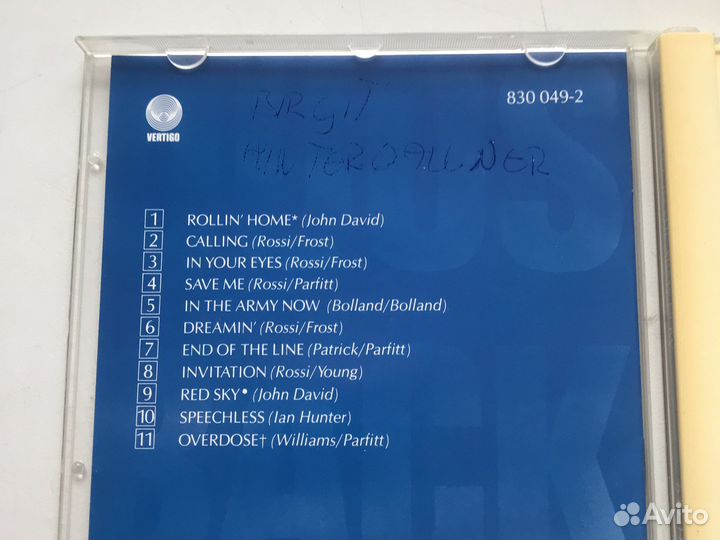 830 049-2
VERTIGO
1 ROLLIN' HOME* (John David)
2 CALLING (Rossi/Frost)
3 IN YOUR EYES (Rossi/Frost)
4 SAVE ME (Rossi/Parfitt)
5 IN THE ARMY NOW (Bolland/Bolland)
6 DREAMIN' (Rossi/Frost)
7 END OF THE LINE (Patrick/Parfitt)
8 INVITATION (Rossi/Young)
9 RED SKY* (John David)
10 SPEECHLESS (Ian Hunter)
11 OVERDOSE† (Williams/Parfitt)
Avito